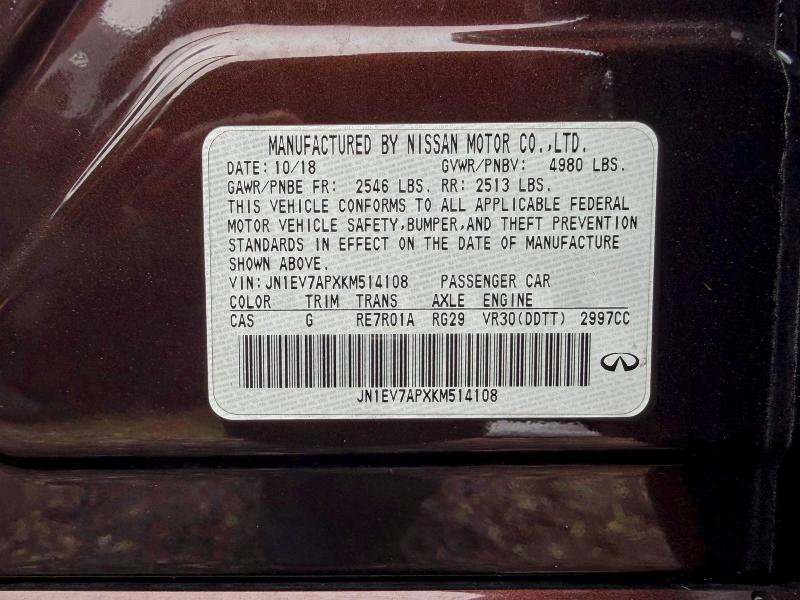 MANUFACTURED BY NISSAN MOTOR CO.,LTD.
DATE: 10/18 GVWR/PNBV: 4980 LBS.
GAWR/PNBE FR: 2546 LBS. RR: 2513 LBS.
THIS VEHICLE CONFORMS TO ALL APPLICABLE FEDERAL
MOTOR VEHICLE SAFETY,BUMPER,AND THEFT PREVENTION
STANDARDS IN EFFECT ON THE DATE OF MANUFACTURE
SHOWN ABOVE.
VIN:JN1EV7APXKM514108 PASSENGER CAR
COLOR TRIM TRANS AXLE ENGINE
CAS G RE7R01A RG29 VR30(DDTT) 2997CC
JN1EV7APXKM514108